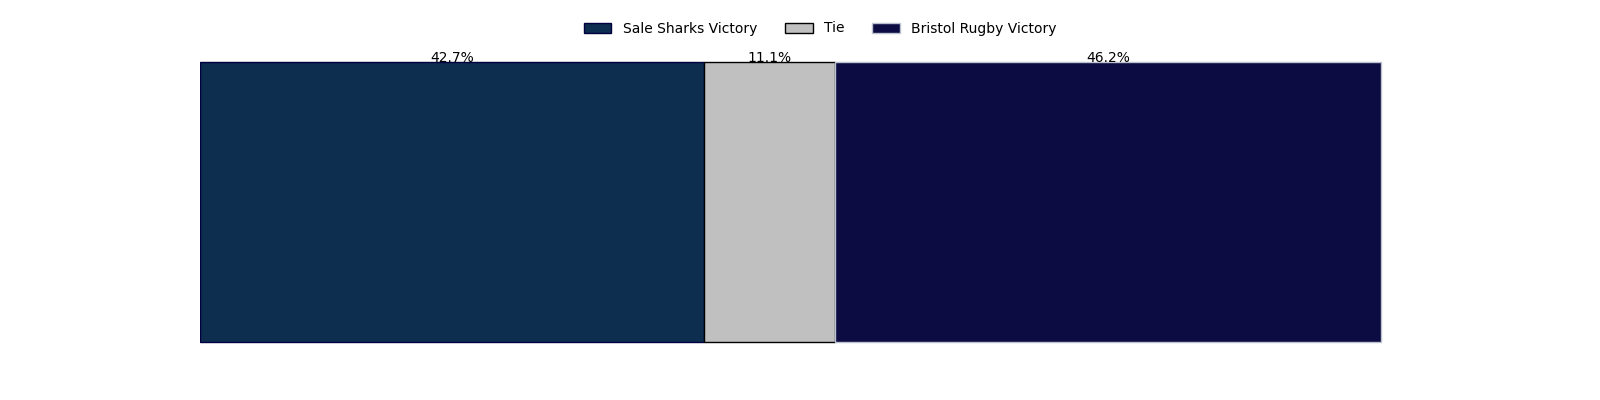 Sale Sharks Victory Tie Bristol Rugby Victory
42.7% 11.1% 46.2%